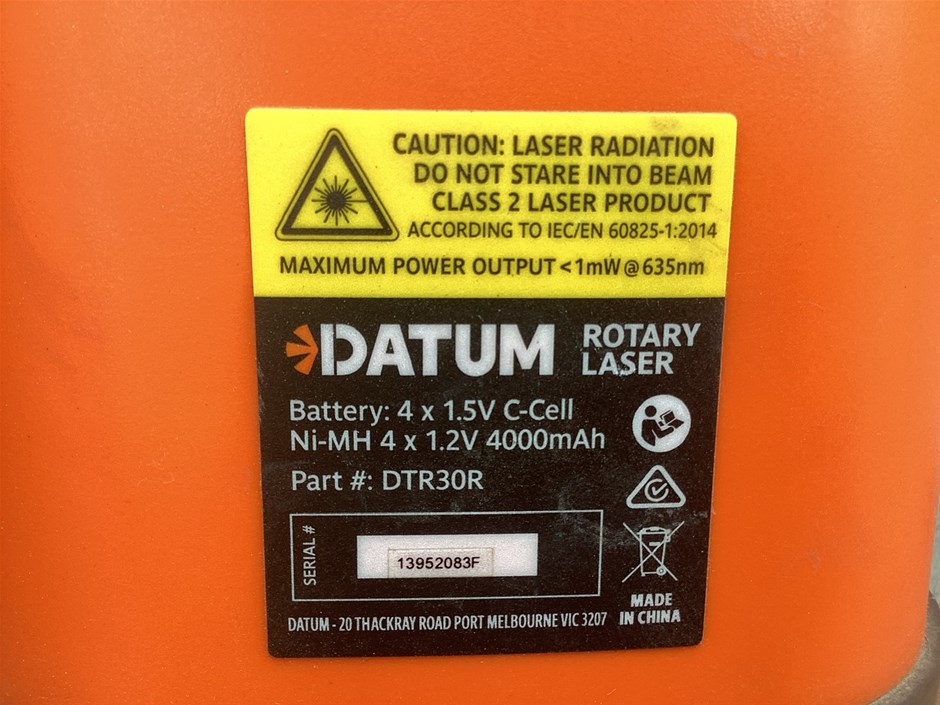 CAUTION: LASER RADIATION
DO NOT STARE INTO BEAM
CLASS 2 LASER PRODUCT
ACCORDING TO IEC/EN 60825-1:2014
MAXIMUM POWER OUTPUT <1mW@635nm
DATUM
ROTARY
LASER
Battery: 4 x 1.5V C-Cell
Ni-MH 4 x 1.2V 4000mAh
Part #: DTR30R
SERIAL #
13952083F
DATUM - 20 THACKRAY ROAD PORT MELBOURNE VIC 3207
MADE
IN CHINA